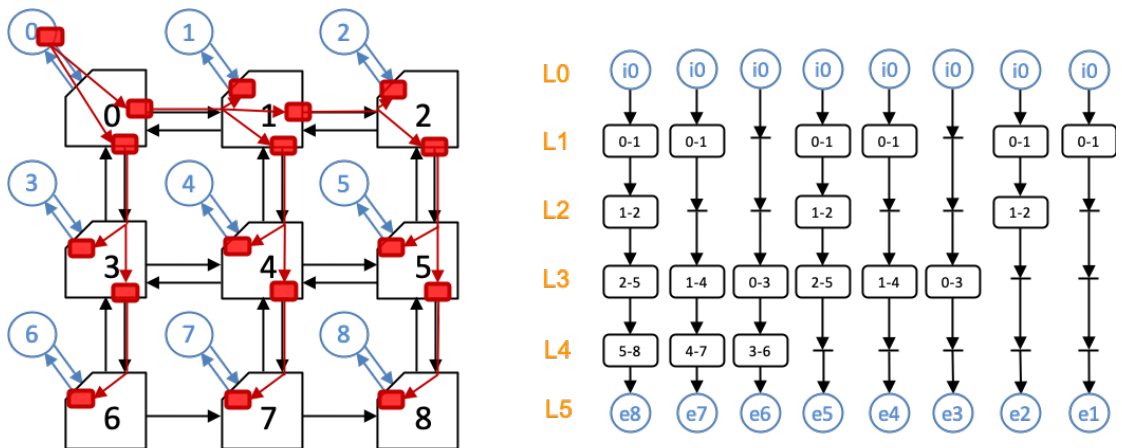 0 1 2
0 1 2
3 4 5
3 4 5
6 7 8
6 7 8
L0 i0 i0 i0 i0 i0 i0 i0 i0
L1 0-1 0-1 0-1 0-1 0-1 0-1
L2 1-2 1-2 1-2
L3 2-5 1-4 0-3 2-5 1-4 0-3
L4 5-8 4-7 3-6
L5 e8 e7 e6 e5 e4 e3 e2 e1